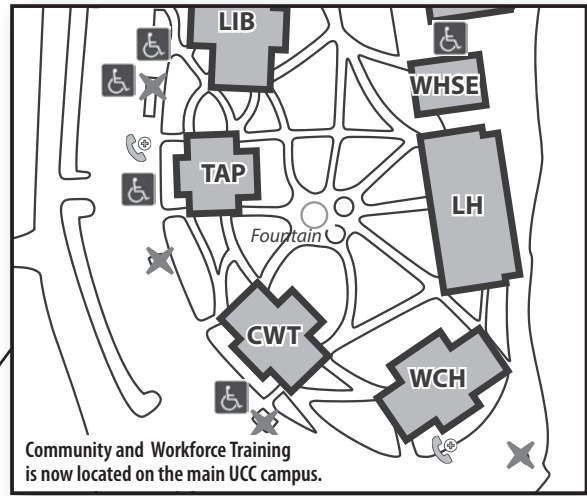 LIB
WHSE
TAP
LH
Fountain
CWT
WCH
Community and Workforce Training
is now located on the main UCC campus.